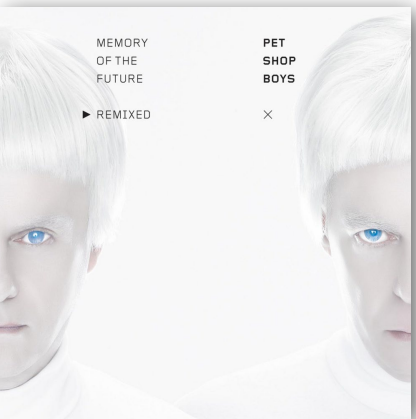 MEMORY
OF THE
FUTURE
▶ REMIXED
PET
SHOP
BOYS
×